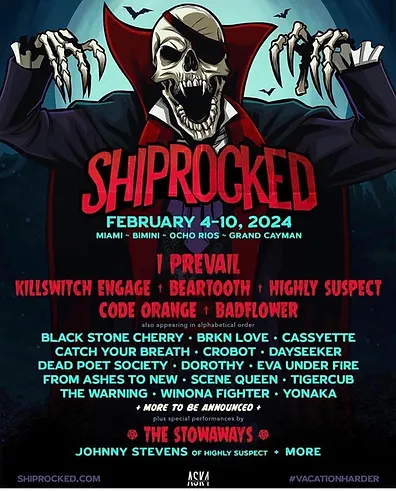 SHIPROCKED
FEBRUARY 4-10, 2024
MIAMI ~ BIMINI ~ OCHO RIOS ~ GRAND CAYMAN
I PREVAIL
KILLSWITCH ENGAGE † BEARTOOTH † HIGHLY SUSPECT
CODE ORANGE † BADFLOWER
also appearing in alphabetical order
BLACK STONE CHERRY • BRKN LOVE • CASSYETTE
CATCH YOUR BREATH • CROBOT • DAYSEEKER
DEAD POET SOCIETY • DOROTHY • EVA UNDER FIRE
FROM ASHES TO NEW • SCENE QUEEN • TIGERCUB
THE WARNING • WINONA FIGHTER • YONAKA
+ MORE TO BE ANNOUNCED +
plus special performances by
THE STOWAWAYS
JOHNNY STEVENS OF HIGHLY SUSPECT + MORE
SHIPROCKED.COM
ASK4
#VACATIONHARDER